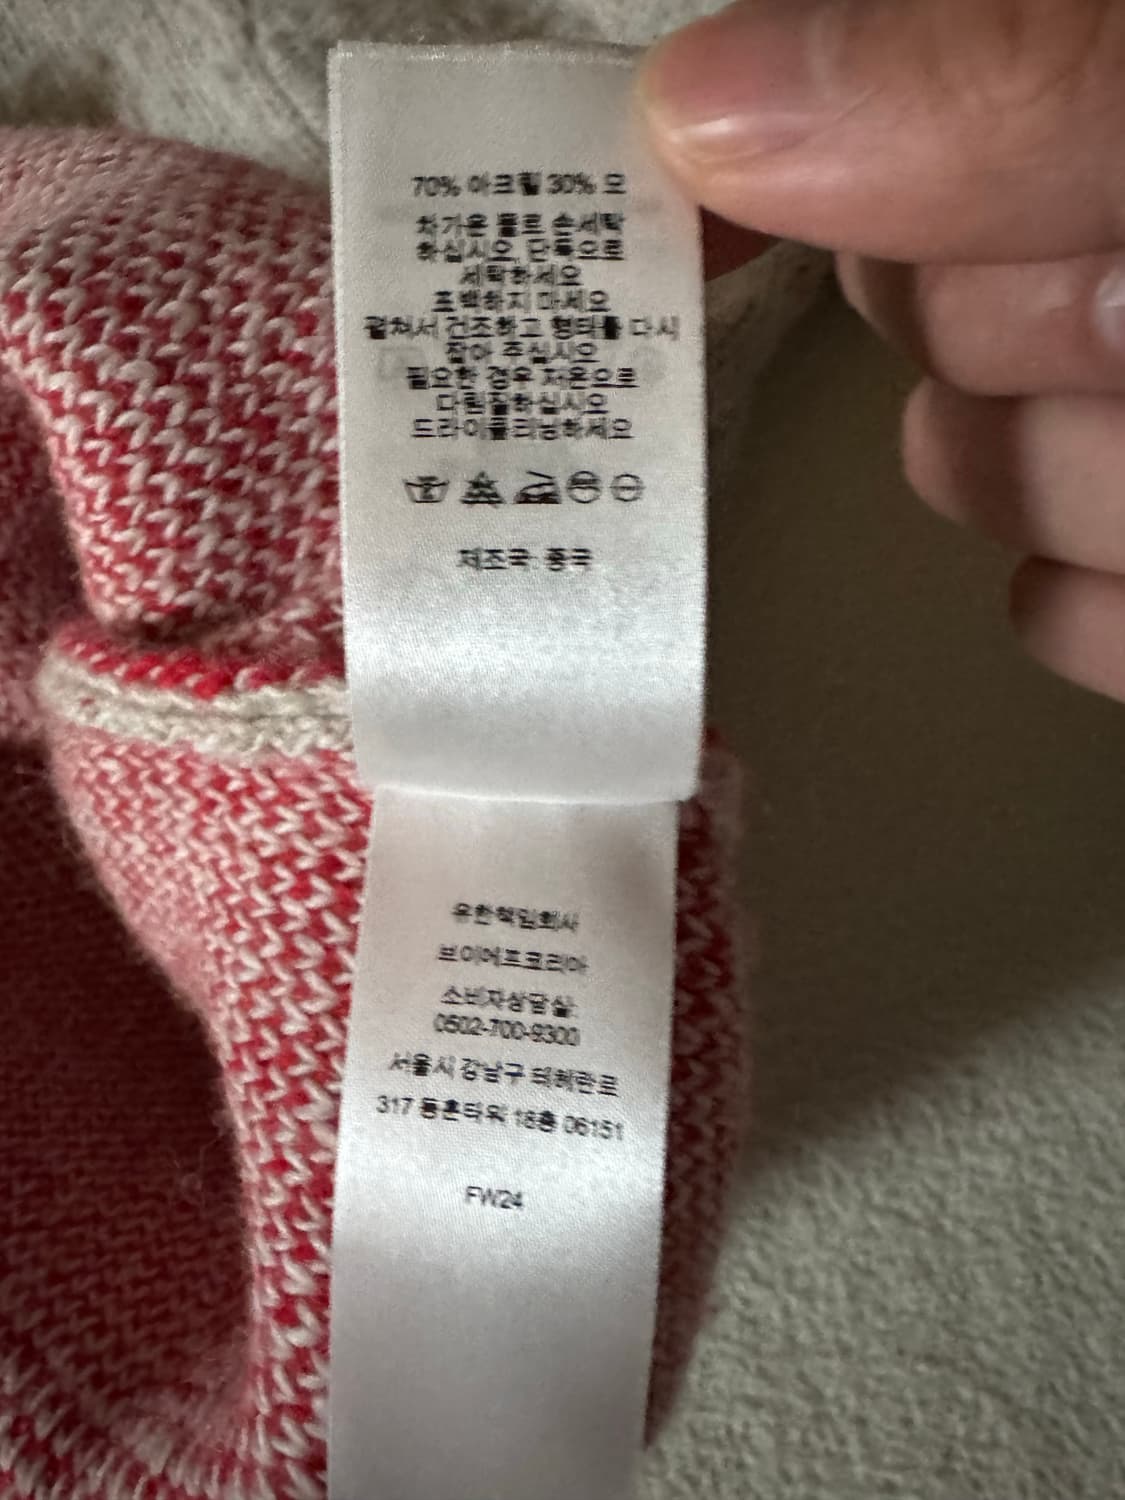 70% 아크릴 30% 모
차가운 물로 손세탁
하십시오, 단독으로
세탁하세요
표백하지 마세요
펼쳐서 건조하고 형태를 다시
잡아 주십시오
필요한 경우 저온으로
다림질하십시오
드라이클리닝하세요
제조국 중국
유한책임회사
브이에프코리아
소비자상담실:
0502-700-9300
서울시 강남구 테헤란로
317 동훈타워 18층 06151
FW24